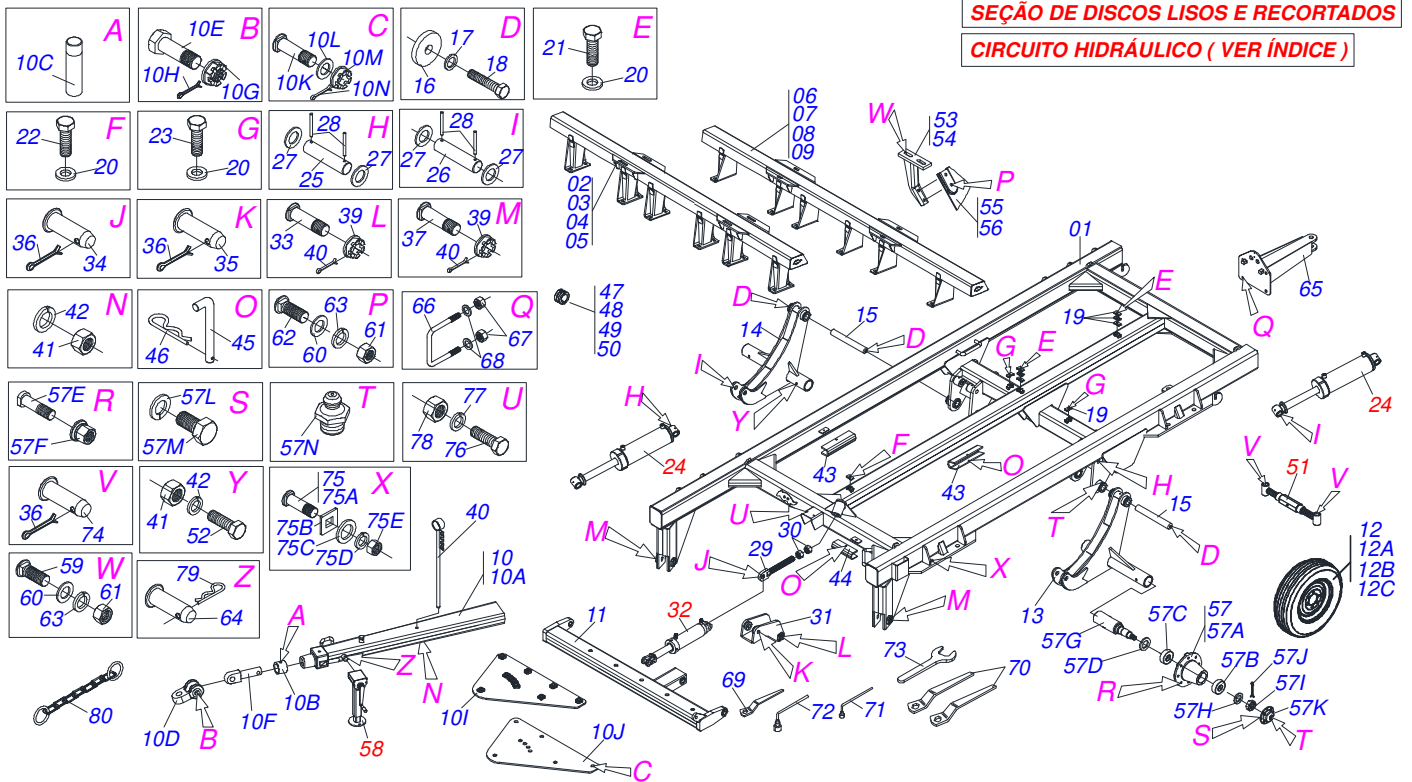 SEÇÃO DE DISCOS LISOS E RECORTADOS
CIRCUITO HIDRÁULICO ( VER ÍNDICE )
A
10C
B
10E
10H
10G
C
10L
10M
10K
10N
D
17
18
16
E
21
20
F
22
20
G
23
20
H
28
27
27
25
I
28
27
27
26
J
36
34
K
36
35
L
39
33
40
M
39
37
40
N
42
41
O
46
45
P
63
62
60
61
Q
66
67
68
R
57E
57F
S
57L
57M
T
57N
U
77
78
76
V
36
74
Y
42
41
52
X
75
75A
75B
75C
75D
75E
W
59
60
63
61
Z
79
64
02
03
04
05
06
07
08
09
W
53
54
P
55
56
01
E
19
65
Q
47
48
49
50
D
14
15
D
I
Y
G
E
G
19
H
24
24
I
43
F
O
43
V
51
V
H
T
15
D
U
30
M
J
29
O
44
X
M
13
12
12A
12B
12C
40
10
10A
A
Z
N
10B
10F
10D
B
58
80
11
10I
10J
C
32
31
L
K
69
72
71
73
70
57C
57
57A
57G
57D
57B
57J
R
57I
57H
57K
S
T